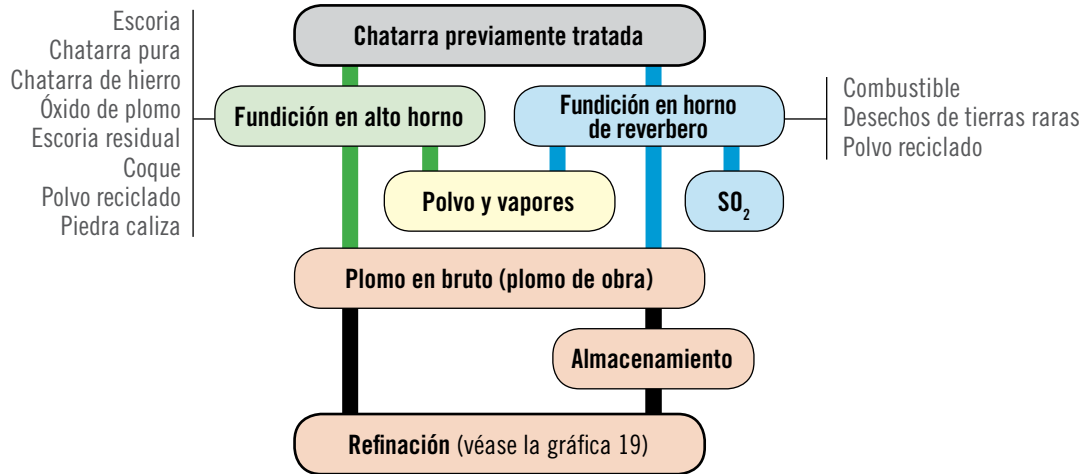 Chatarra previamente tratada
Escoria
Chatarra pura
Chatarra de hierro
Óxido de plomo
Escoria residual
Coque
Polvo reciclado
Piedra caliza
Fundición en alto horno
Fundición en horno
de reverbero
Combustible
Desechos de tierras raras
Polvo reciclado
Polvo y vapores
SO₂
Plomo en bruto (plomo de obra)
Almacenamiento
Refinación (véase la gráfica 19)